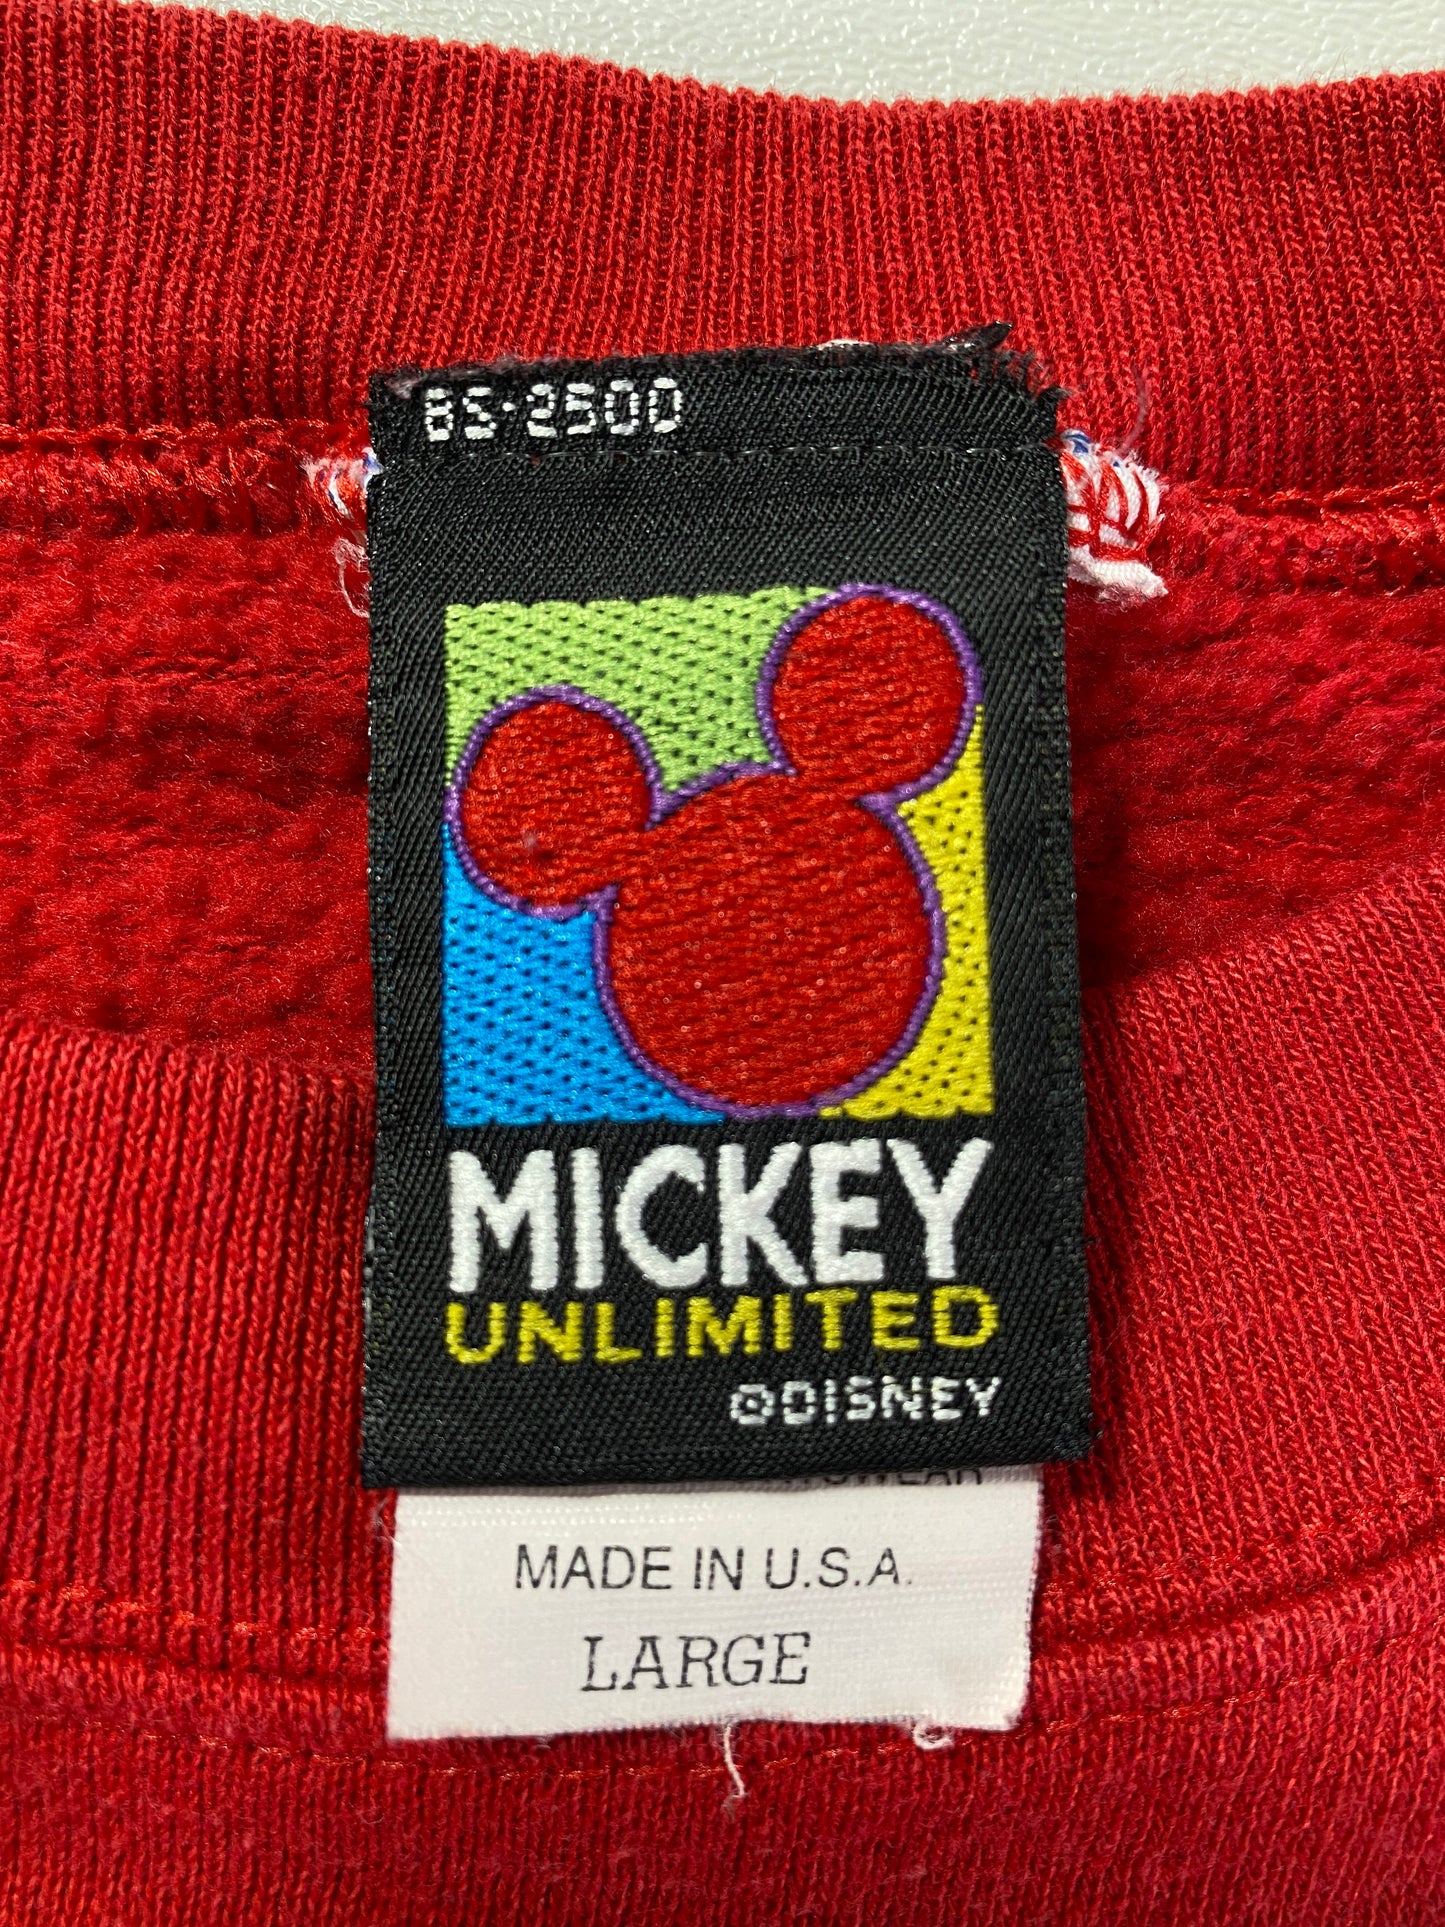 BS-2500
MICKEY
UNLIMITED
©DISNEY
MADE IN U.S.A.
LARGE